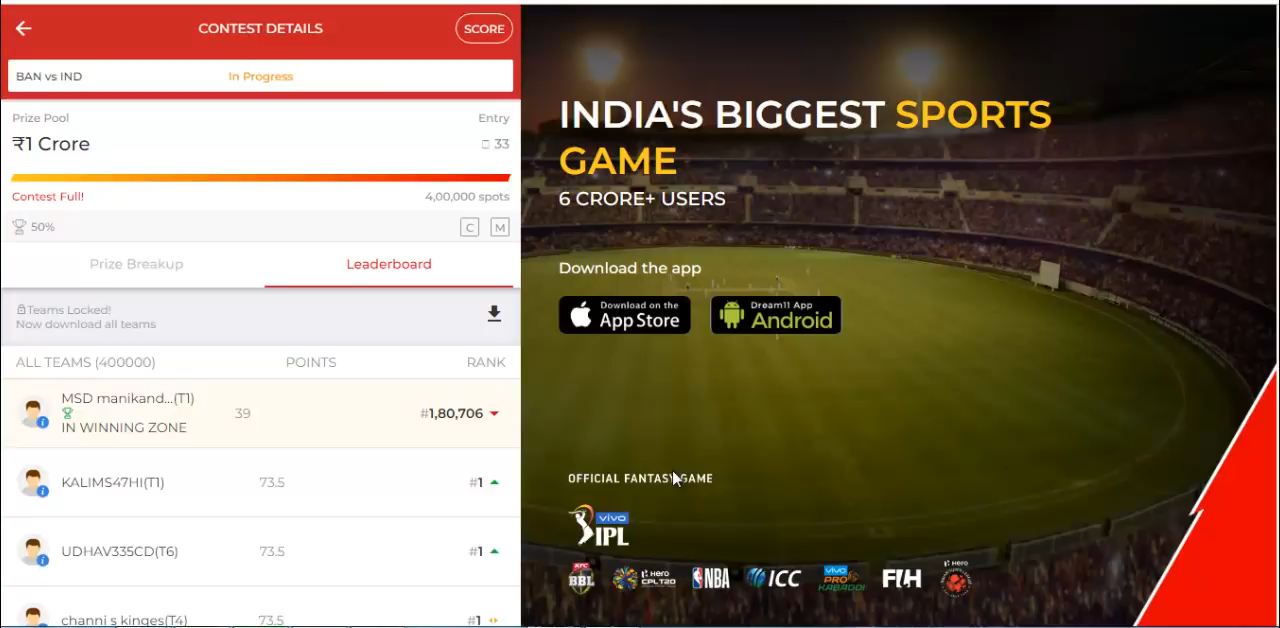 CONTEST DETAILS
SCORE
BAN vs IND
In Progress
Prize Pool
Entry
₹1 Crore
33
Contest Full!
4,00,000 spots
50%
C
M
Prize Breakup
Leaderboard
Teams Locked!
Now download all teams
ALL TEAMS (400000)
POINTS
RANK
MSD manikand...(T1)
39
#1,80,706
IN WINNING ZONE
KALIMS47HI(T1)
73.5
#1
UDHAV335CD(T6)
73.5
#1
channi s kinges(T4)
73.5
#1
INDIA'S BIGGEST SPORTS
GAME
6 CRORE+ USERS
Download the app
Download on the
App Store
Dream11 App
Android
OFFICIAL FANTASY GAME
vivo
IPL
KFC
BBL
Hero
CPLT20
NBA
ICC
vivo
PRO
KABADDI
FIH
Hero